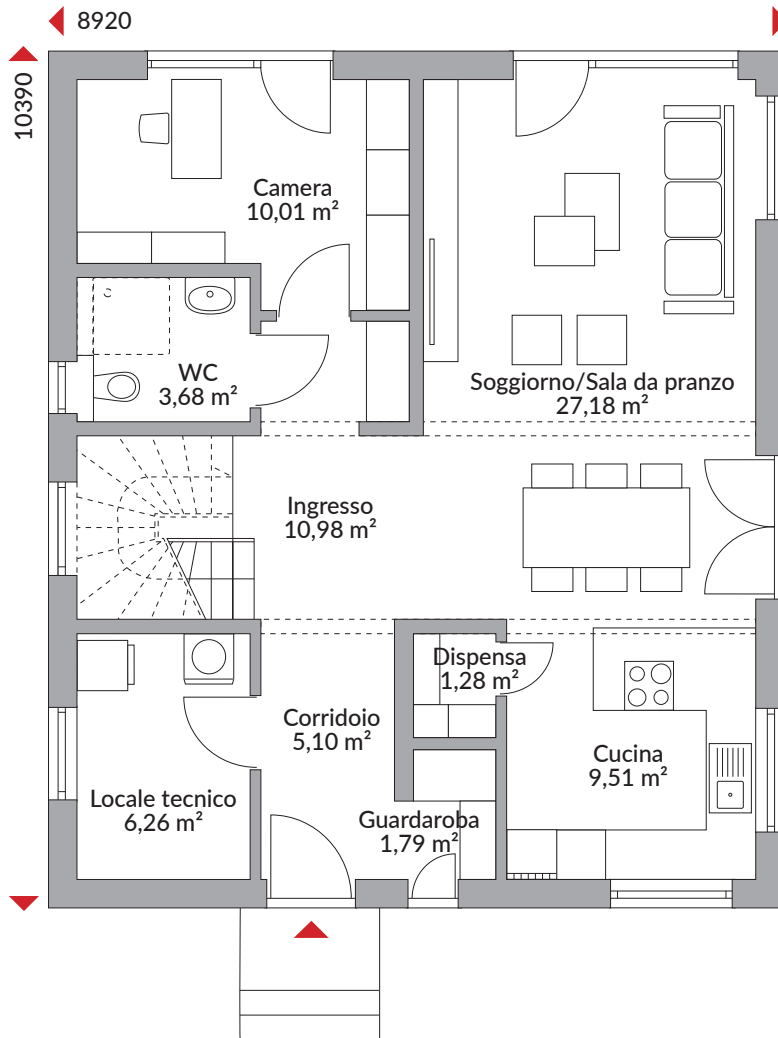 8920
10390
Camera
10,01 m²
WC
3,68 m²
Soggiorno/Sala da pranzo
27,18 m²
Ingresso
10,98 m²
Dispensa
1,28 m²
Corridoio
5,10 m²
Cucina
9,51 m²
Locale tecnico
6,26 m²
Guardaroba
1,79 m²